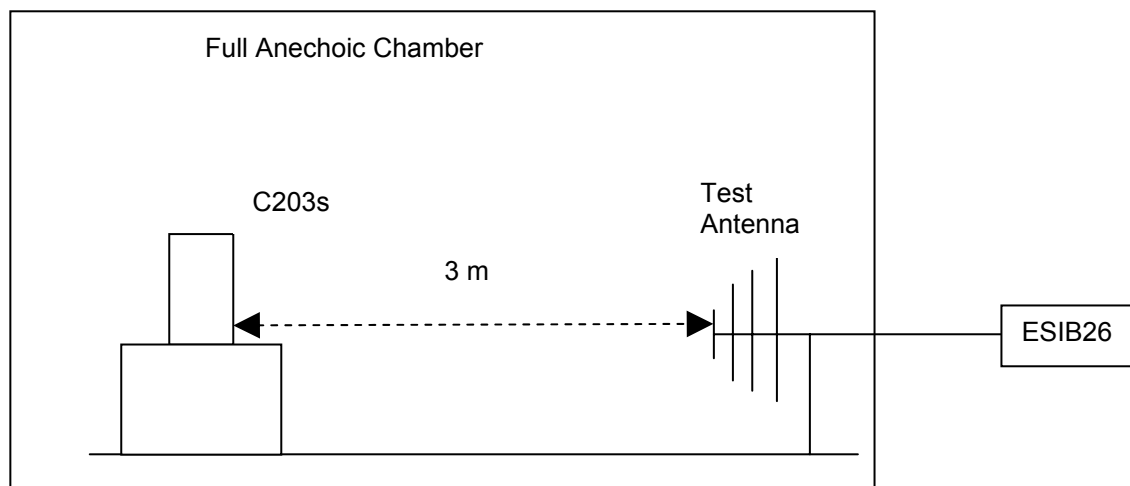 Full Anechoic Chamber
C203s
Test
Antenna
3 m
ESIB26